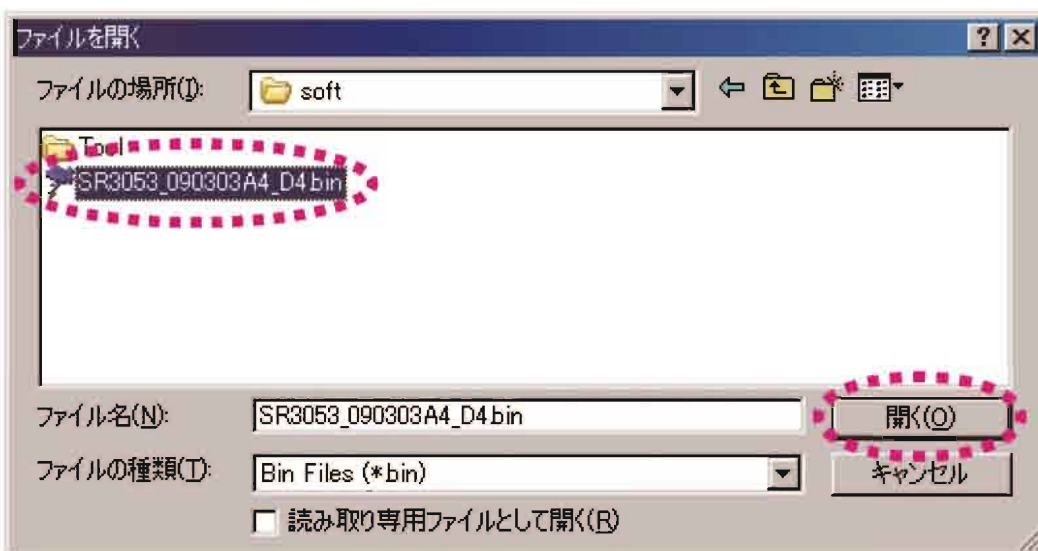 ファイルを開く
ファイルの場所(I): soft
Tool
SR3053_090303A4_D4.bin
ファイル名(N): SR3053_090303A4_D4.bin 開く(O)
ファイルの種類(T): Bin Files (*.bin) キャンセル
読み取り専用ファイルとして開く(R)